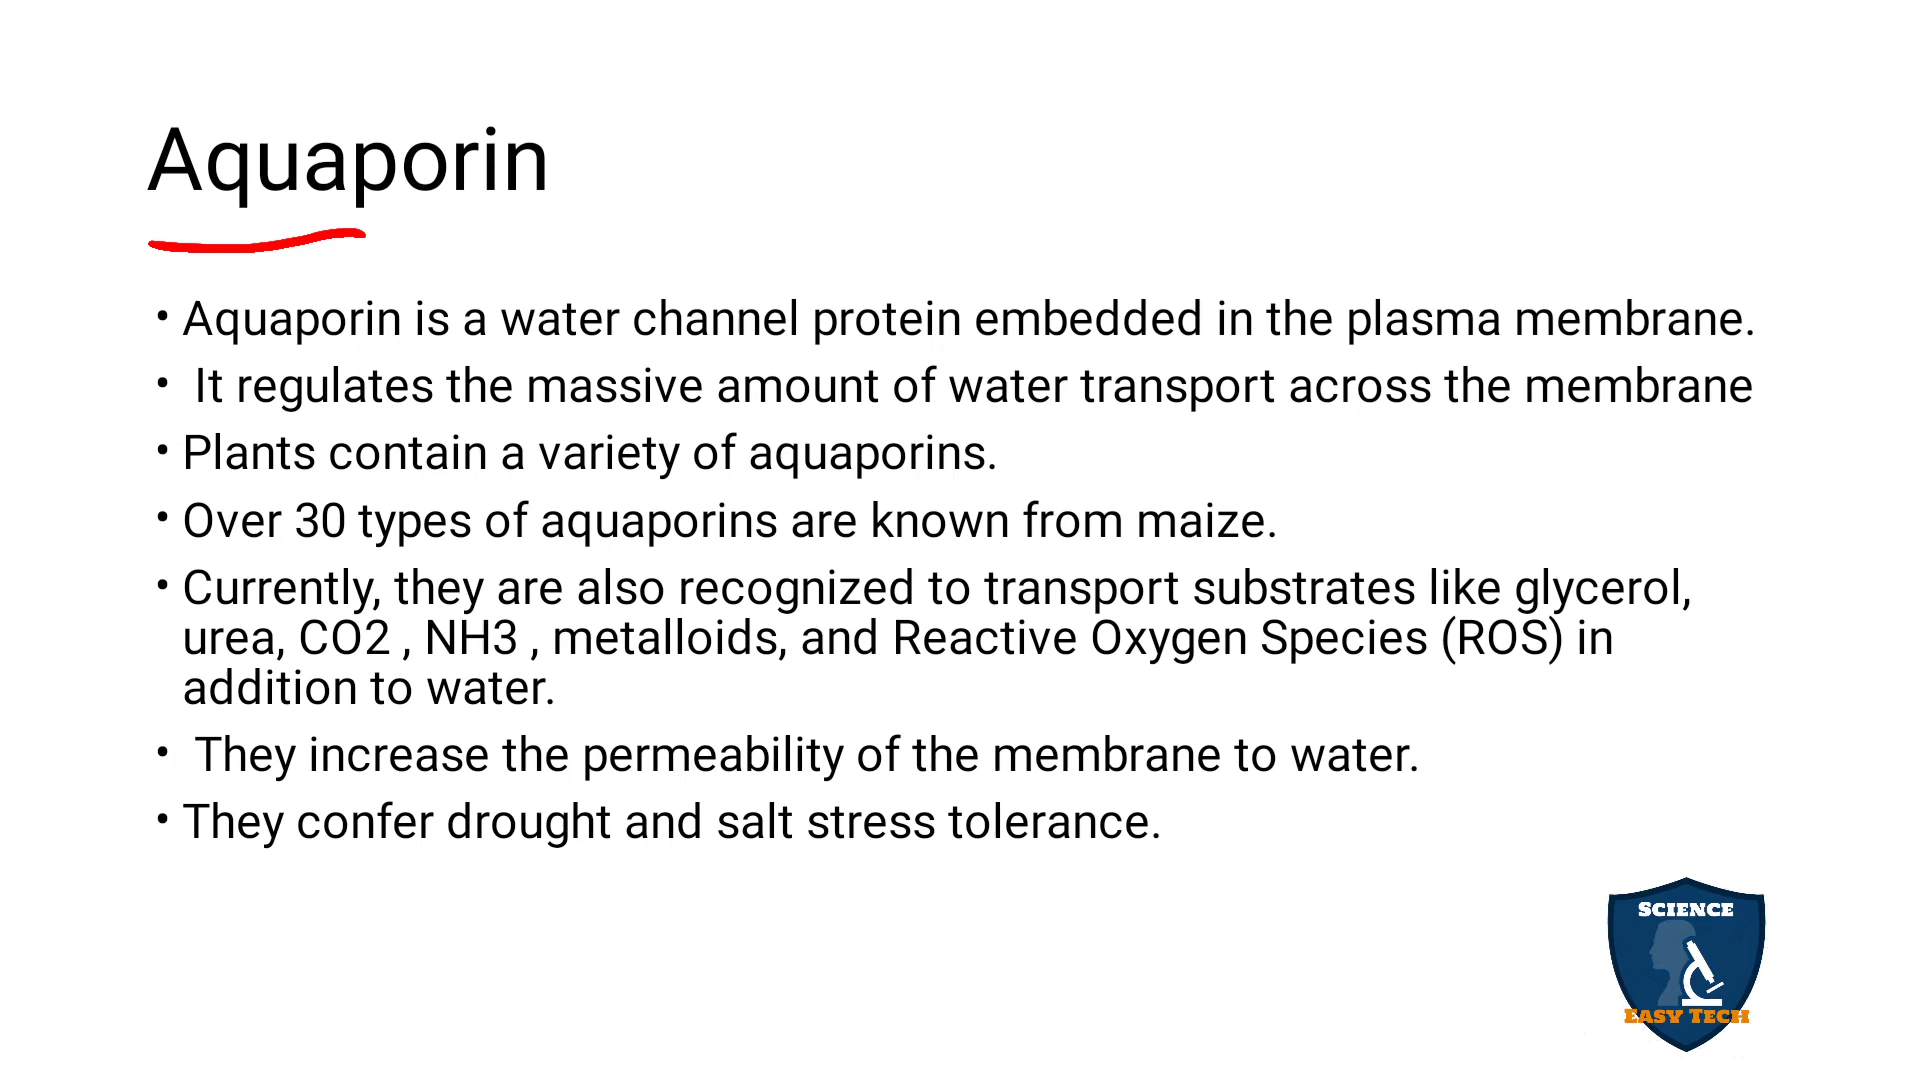 Aquaporin
• Aquaporin is a water channel protein embedded in the plasma membrane.
• It regulates the massive amount of water transport across the membrane
• Plants contain a variety of aquaporins.
• Over 30 types of aquaporins are known from maize.
• Currently, they are also recognized to transport substrates like glycerol,
urea, CO2 , NH3 , metalloids, and Reactive Oxygen Species (ROS) in
addition to water.
• They increase the permeability of the membrane to water.
• They confer drought and salt stress tolerance.
SCIENCE
EASY TECH